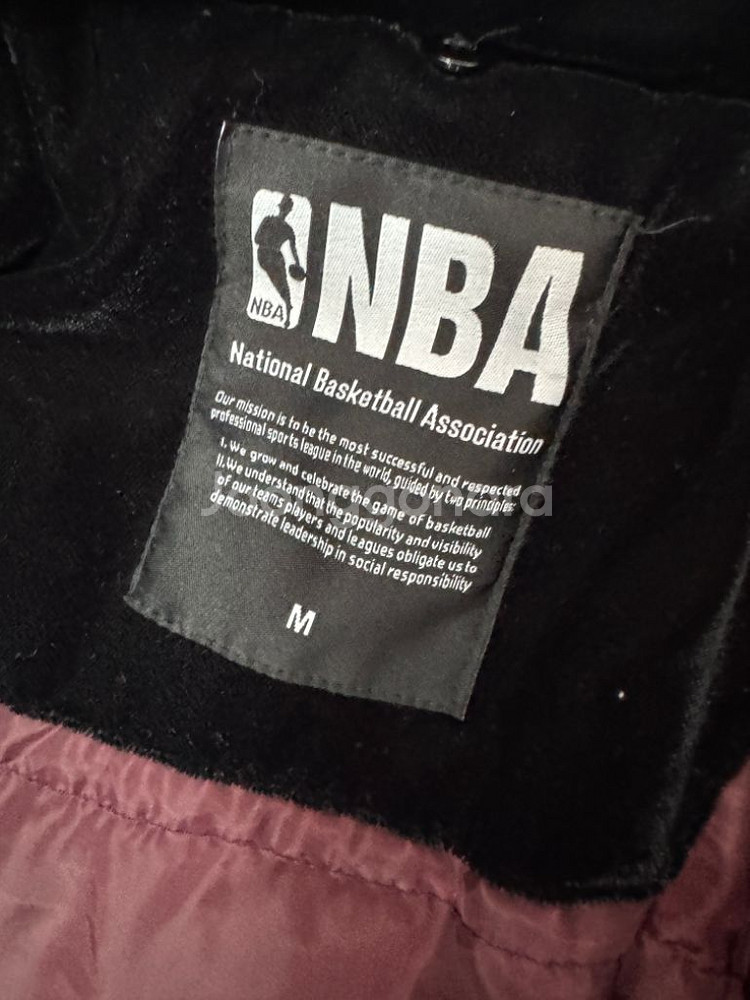 NBA
NBA
National Basketball Association
Our mission is to be the most successful and respected
professional sports league in the world, guided by two principles:
I. We grow and celebrate the game of basketball
II. We understand that the popularity and visibility
of our teams players and leagues obligate us to
demonstrate leadership in social responsibility
M